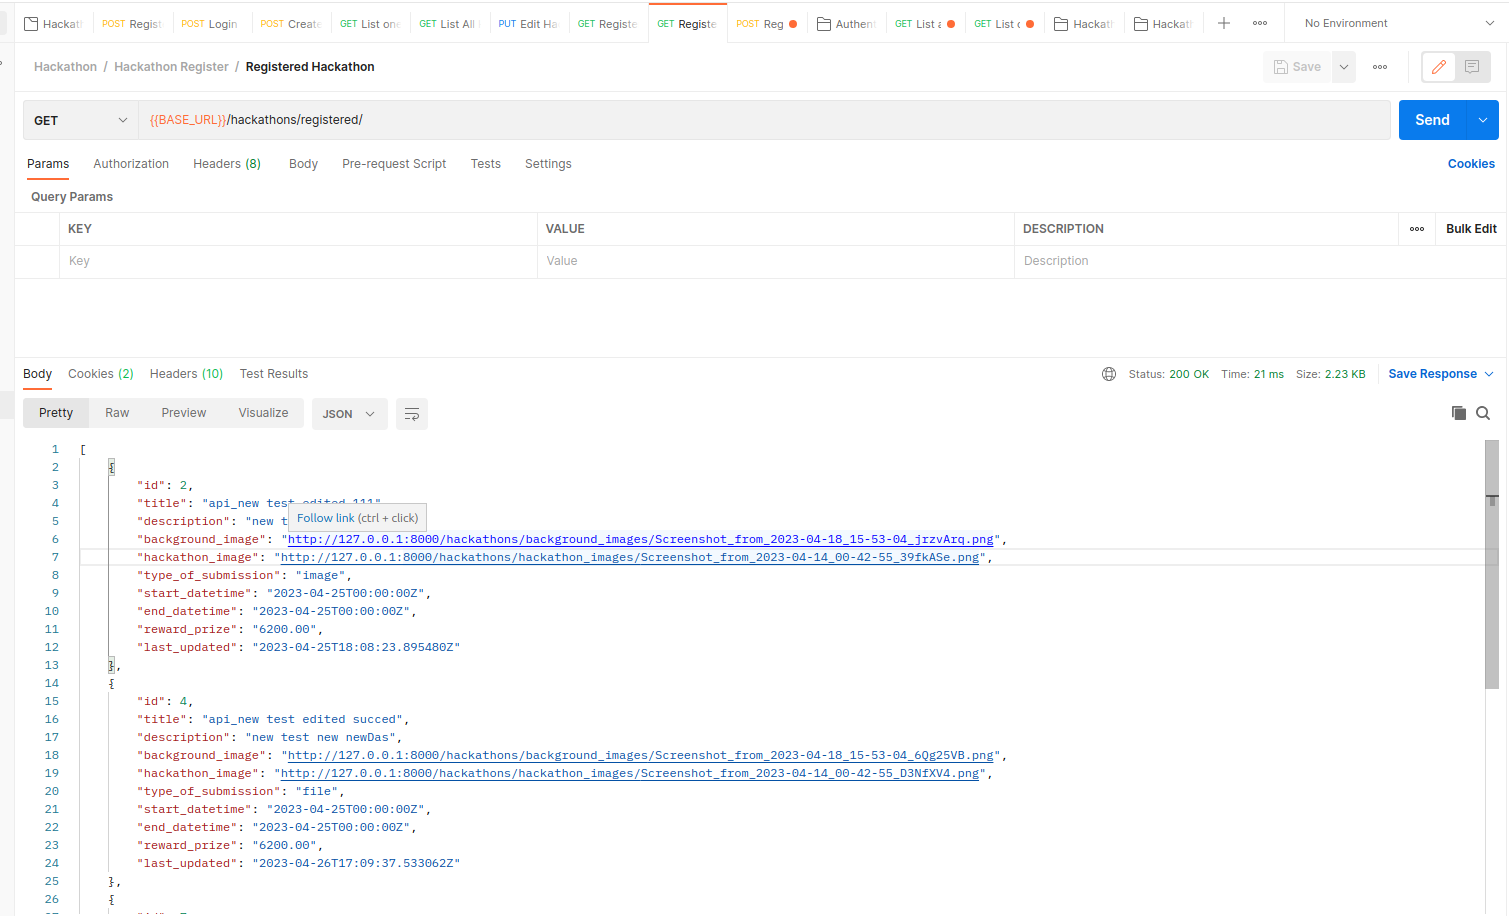 Hackath POST Registe POST Login POST Create GET List one GET List All POST PUT Edit Ha GET Registe GET Registe POST Reg Authent GET List a GET List c Hackath Hackath No Environment
Hackathon / Hackathon Register / Registered Hackathon Save
GET {{BASE_URL}}/hackathons/registered/ Send
Params Authorization Headers (8) Body Pre-request Script Tests Settings Cookies
Query Params
KEY VALUE DESCRIPTION Bulk Edit
Key Value Description
Body Cookies (2) Headers (10) Test Results Status: 200 OK Time: 21 ms Size: 2.23 KB Save Response
Pretty Raw Preview Visualize JSON
1 [
2 {
3 "id": 2,
4 "title": "api_new test edited 111"
Follow link (ctrl + click)
5 "description": "new t
6 "background_image": "http://127.0.0.1:8000/hackathons/background_images/Screenshot_from_2023-04-18_15-53-04_jrzvArq.png",
7 "hackathon_image": "http://127.0.0.1:8000/hackathons/hackathon_images/Screenshot_from_2023-04-14_00-42-55_39fkASe.png",
8 "type_of_submission": "image",
9 "start_datetime": "2023-04-25T00:00:00Z",
10 "end_datetime": "2023-04-25T00:00:00Z",
11 "reward_prize": "6200.00",
12 "last_updated": "2023-04-25T18:08:23.895480Z"
13 },
14 {
15 "id": 4,
16 "title": "api_new test edited succed",
17 "description": "new test new newDas",
18 "background_image": "http://127.0.0.1:8000/hackathons/background_images/Screenshot_from_2023-04-18_15-53-04_6Qg25VB.png",
19 "hackathon_image": "http://127.0.0.1:8000/hackathons/hackathon_images/Screenshot_from_2023-04-14_00-42-55_D3NfXV4.png",
20 "type_of_submission": "file",
21 "start_datetime": "2023-04-25T00:00:00Z",
22 "end_datetime": "2023-04-25T00:00:00Z",
23 "reward_prize": "6200.00",
24 "last_updated": "2023-04-26T17:09:37.533062Z"
25 },
26 {